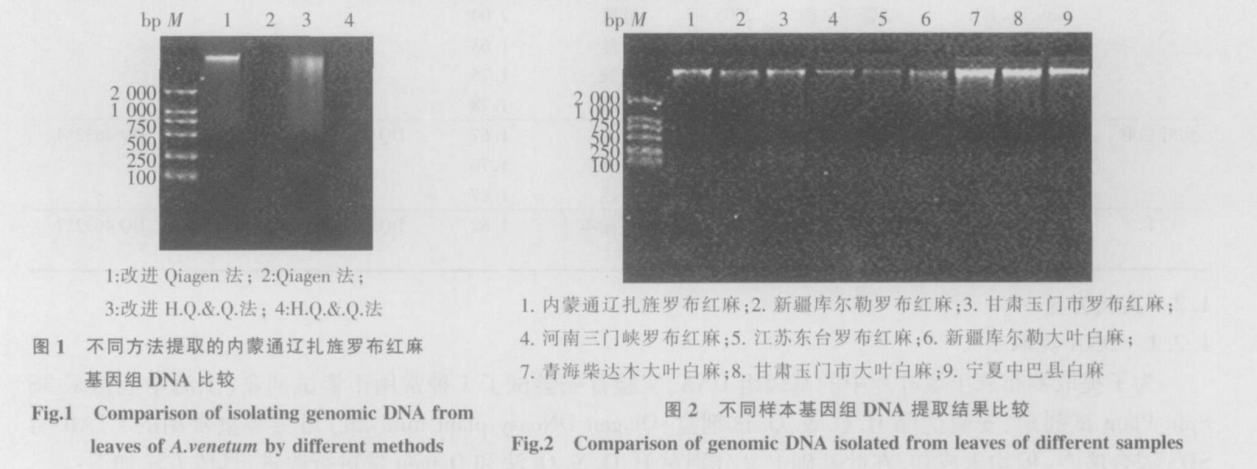 bp M 1 2 3 4
2 000
1 000
750
500
250
100
1:改进 Qiagen 法；2:Qiagen 法；
3:改进 H.Q.&.Q.法；4:H.Q.&.Q.法
图 1 不同方法提取的内蒙通辽扎旌罗布红麻
基因组 DNA 比较
Fig.1 Comparison of isolating genomic DNA from
leaves of A.venetum by different methods
bp M 1 2 3 4 5 6 7 8 9
2 000
1 000
750
500
250
100
1. 内蒙通辽扎旌罗布红麻;2. 新疆库尔勒罗布红麻;3. 甘肃玉门市罗布红麻；
4. 河南三门峡罗布红麻;5. 江苏东台罗布红麻;6. 新疆库尔勒大叶白麻；
7. 青海柴达木大叶白麻;8. 甘肃玉门市大叶白麻;9. 宁夏中巴县白麻
图 2 不同样本基因组 DNA 提取结果比较
Fig.2 Comparison of genomic DNA isolated from leaves of different samples